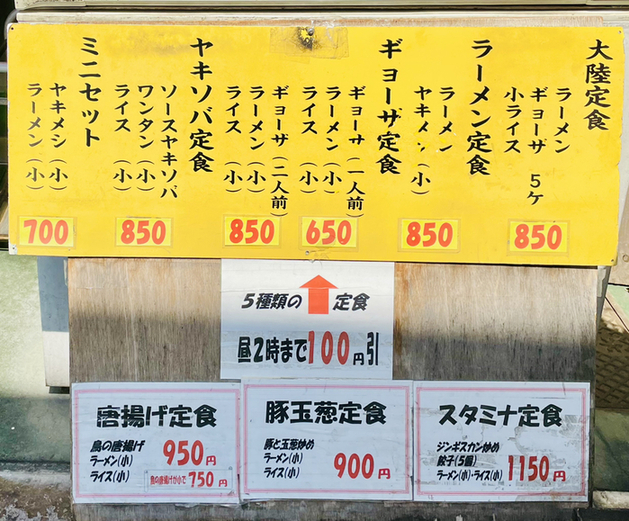 大陸定食
ラーメン
ギョーザ 5ケ
小ライス
850
ラーメン定食
ラーメン
ヤキメシ(小)
850
ギョーザ定食
ギョーザ(一人前)
ラーメン(小)
ライス(小)
650
ギョーザ(二人前)
ラーメン(小)
ライス(小)
850
ヤキソバ定食
ソースヤキソバ
ワンタン(小)
ライス(小)
850
ミニセット
ヤキメシ(小)
ラーメン(小)
700
5種類の定食
昼2時まで100円引
唐揚げ定食
鳥の唐揚げ
ラーメン(小)
ライス(小)
950円
鳥の唐揚げが小で750円
豚玉葱定食
豚と玉葱炒め
ラーメン(小)
ライス(小)
900円
スタミナ定食
ジンギスカン炒め
餃子(5個)
ラーメン(小)・ライス(小)
1150円